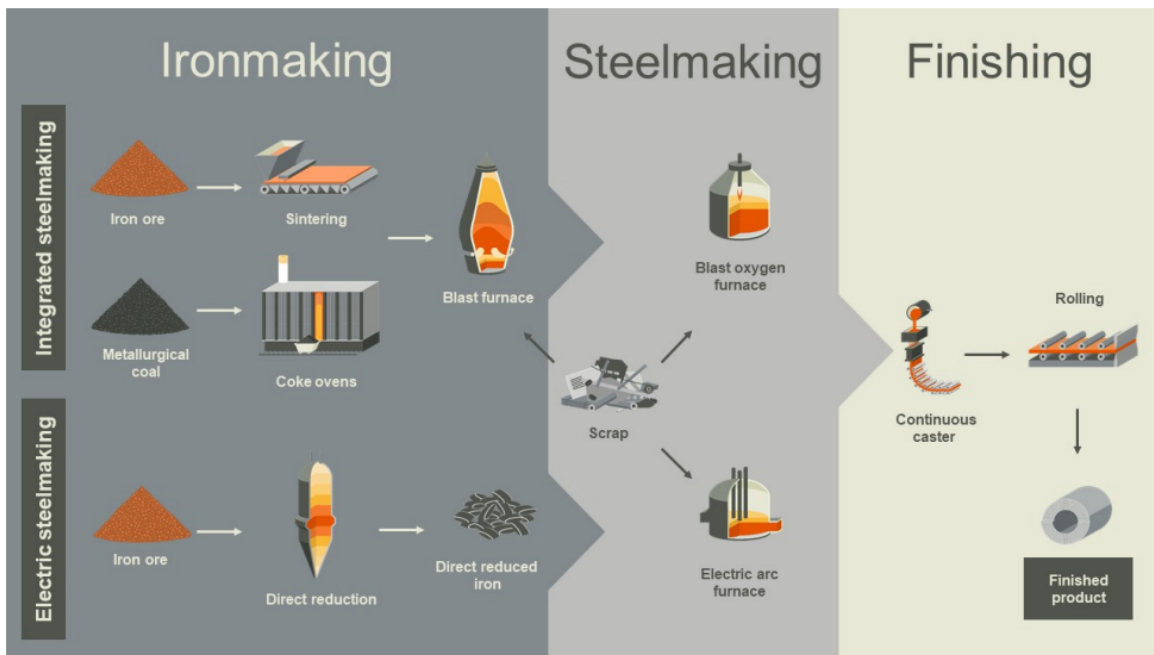 Ironmaking
Steelmaking
Finishing
Integrated steelmaking
Iron ore
Sintering
Metallurgical
coal
Coke ovens
Blast furnace
Blast oxygen
furnace
Scrap
Electric steelmaking
Iron ore
Direct reduction
Direct reduced
iron
Electric arc
furnace
Continuous
caster
Rolling
Finished
product